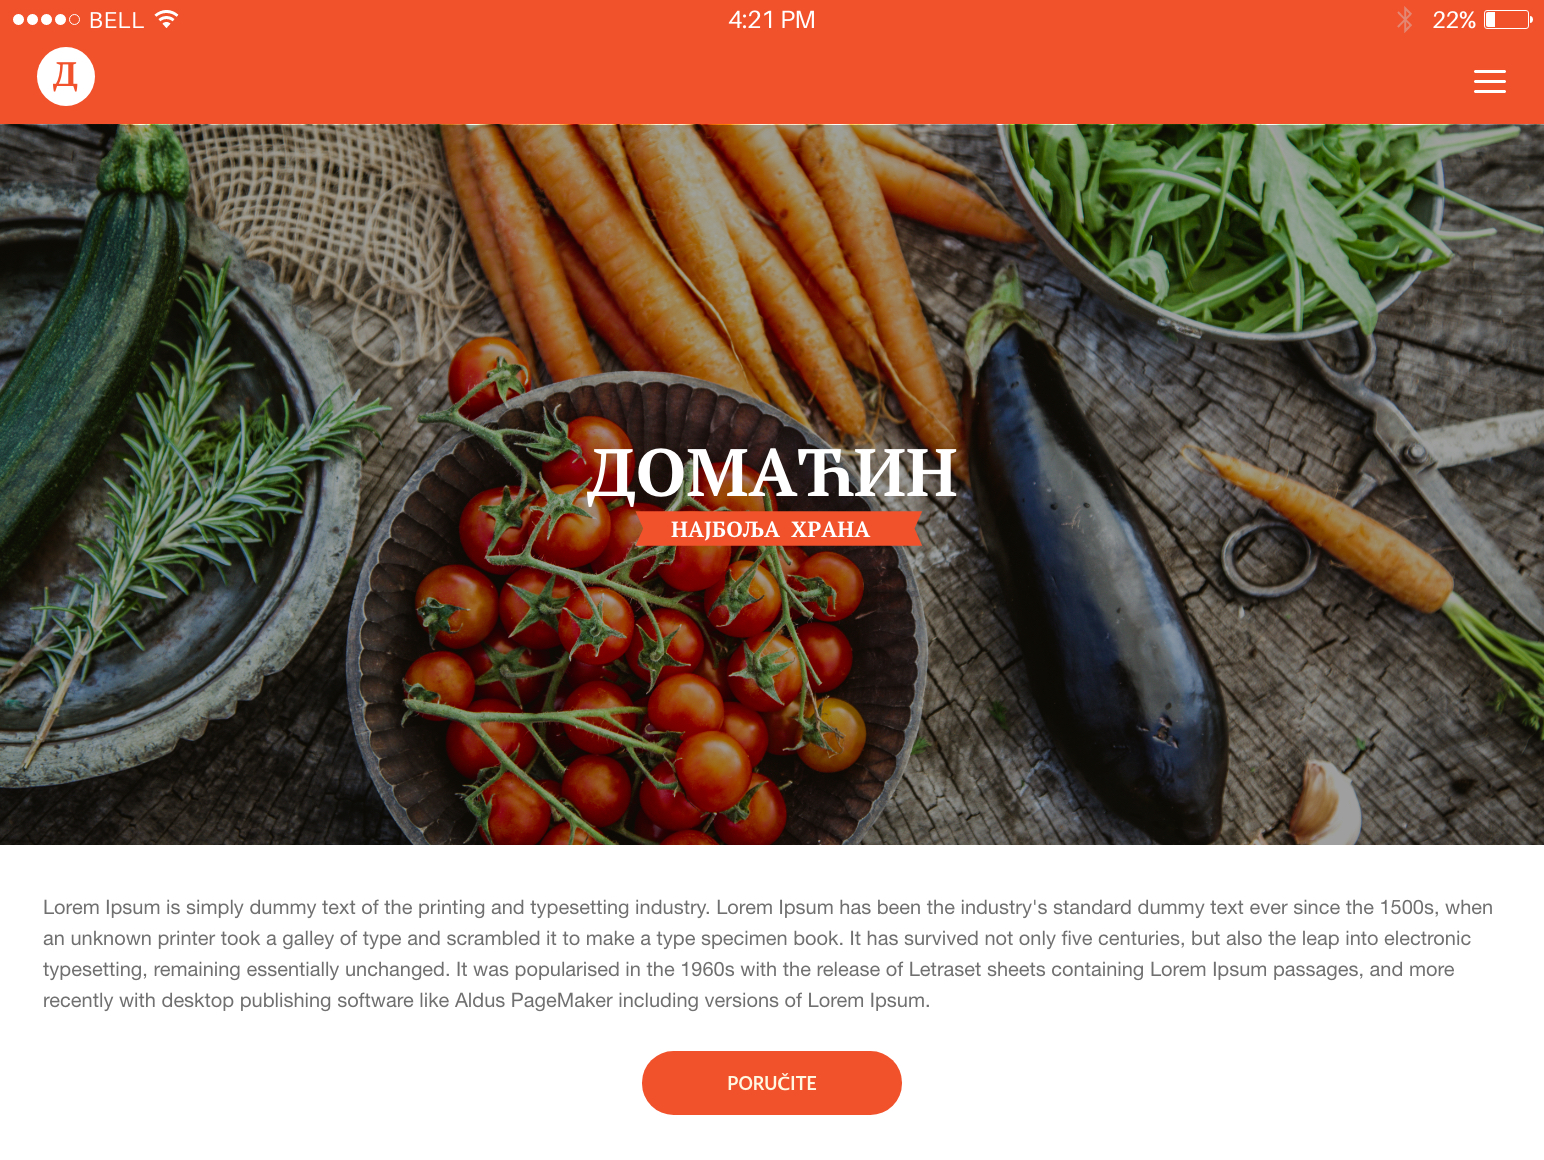 BELL 4:21 PM 22%
Д
ДОМАЋИН
НАЈБОЉА ХРАНА
Lorem Ipsum is simply dummy text of the printing and typesetting industry. Lorem Ipsum has been the industry's standard dummy text ever since the 1500s, when
an unknown printer took a galley of type and scrambled it to make a type specimen book. It has survived not only five centuries, but also the leap into electronic
typesetting, remaining essentially unchanged. It was popularised in the 1960s with the release of Letraset sheets containing Lorem Ipsum passages, and more
recently with desktop publishing software like Aldus PageMaker including versions of Lorem Ipsum.
PORUČITE